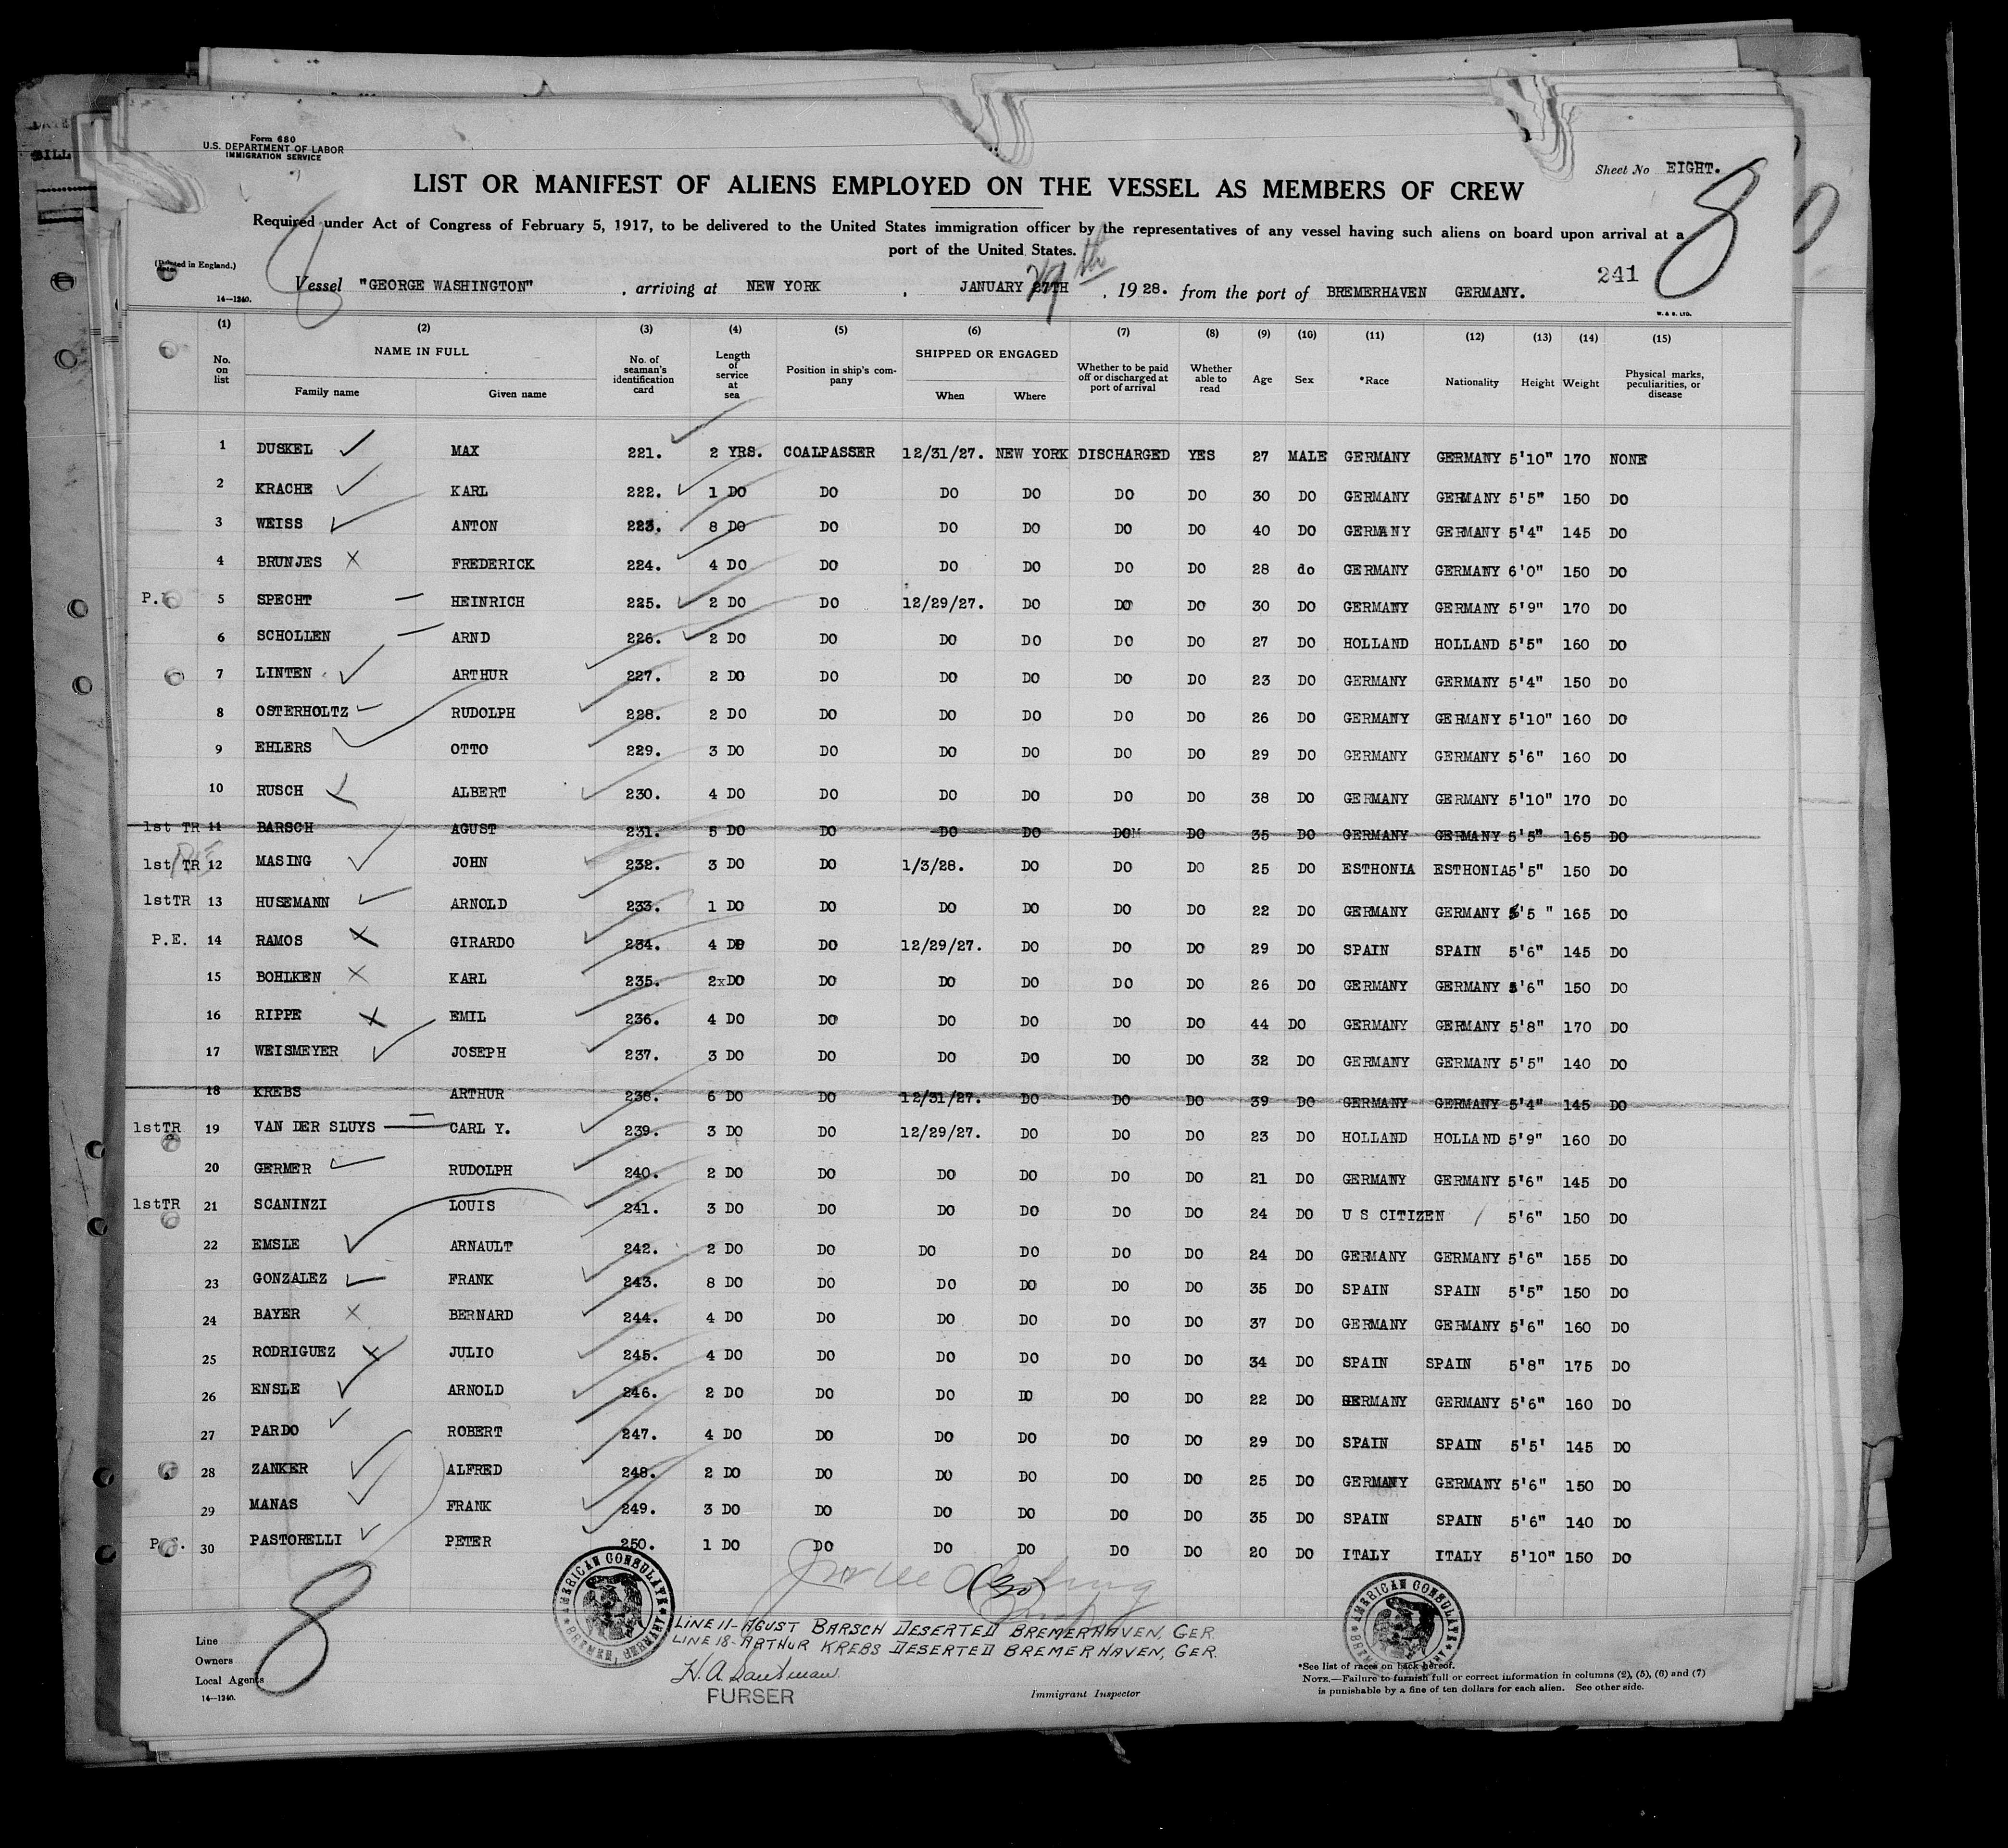 Form 680
U.S. DEPARTMENT OF LABOR
IMMIGRATION SERVICE
Sheet No EIGHT.
8
LIST OR MANIFEST OF ALIENS EMPLOYED ON THE VESSEL AS MEMBERS OF CREW
Required under Act of Congress of February 5, 1917, to be delivered to the United States immigration officer by the representatives of any vessel having such aliens on board upon arrival at a
port of the United States.
(Printed in England.)
241
Vessel "GEORGE WASHINGTON" , arriving at NEW YORK , JANUARY 27TH 29th , 1928. from the port of BREMERHAVEN GERMANY.
14—1240.
W. & S. LTD.
(1) (2) (3) (4) (5) (6) (7) (8) (9) (10) (11) (12) (13) (14) (15)
No. on list NAME IN FULL Family name Given name No. of seaman's identification card Length of service at sea Position in ship's company SHIPPED OR ENGAGED When Where Whether to be paid off or discharged at port of arrival Whether able to read Age Sex *Race Nationality Height Weight Physical marks, peculiarities, or disease
1 DUSKEL MAX 221. 2 YRS. COALPASSER 12/31/27. NEW YORK DISCHARGED YES 27 MALE GERMANY GERMANY 5'10" 170 NONE
2 KRACHE KARL 222. 1 DO DO DO DO DO DO 30 DO GERMANY GERMANY 5'5" 150 DO
3 WEISS ANTON 223. 8 DO DO DO DO DO DO 40 DO GERMANY GERMANY 5'4" 145 DO
4 BRUNJES X FREDERICK 224. 4 DO DO DO DO DO DO 28 do GERMANY GERMANY 6'0" 150 DO
P. 5 SPECHT HEINRICH 225. 2 DO DO 12/29/27. DO DO DO 30 DO GERMANY GERMANY 5'9" 170 DO
6 SCHOLLEN ARND 226. 2 DO DO DO DO DO DO 27 DO HOLLAND HOLLAND 5'5" 160 DO
7 LINTEN ARTHUR 227. 2 DO DO DO DO DO DO 23 DO GERMANY GERMANY 5'4" 150 DO
8 OSTERHOLTZ RUDOLPH 228. 2 DO DO DO DO DO DO 26 DO GERMANY GERMANY 5'10" 160 DO
9 EHLERS OTTO 229. 3 DO DO DO DO DO DO 29 DO GERMANY GERMANY 5'6" 160 DO
10 RUSCH ALBERT 230. 4 DO DO DO DO DO DO 38 DO GERMANY GERMANY 5'10" 170 DO
1st TR 11 BARSCH AGUST 231. 5 DO DO DO DO DO DO 35 DO GERMANY GERMANY 5'5" 165 DO
1st TR 12 MASING JOHN 232. 3 DO DO 1/3/28. DO DO DO 25 DO ESTHONIA ESTHONIA 5'5" 150 DO
1stTR 13 HUSEMANN ARNOLD 233. 1 DO DO DO DO DO DO 22 DO GERMANY GERMANY 5'5 " 165 DO
P.E. 14 RAMOS X GIRARDO 234. 4 DO DO 12/29/27. DO DO DO 29 DO SPAIN SPAIN 5'6" 145 DO
15 BOHLKEN X KARL 235. 2xDO DO DO DO DO DO 26 DO GERMANY GERMANY 5'6" 150 DO
16 RIPPE X EMIL 236. 4 DO DO DO DO DO DO 44 DO GERMANY GERMANY 5'8" 170 DO
17 WEISMEYER JOSEPH 237. 3 DO DO DO DO DO DO 32 DO GERMANY GERMANY 5'5" 140 DO
18 KREBS ARTHUR 238. 6 DO DO 12/31/27. DO DO DO 39 DO GERMANY GERMANY 5'4" 145 DO
1stTR 19 VAN DER SLUYS CARL Y. 239. 3 DO DO 12/29/27. DO DO DO 23 DO HOLLAND HOLLAND 5'9" 160 DO
20 GERMER RUDOLPH 240. 2 DO DO DO DO DO DO 21 DO GERMANY GERMANY 5'6" 145 DO
1stTR 21 SCANINZI LOUIS 241. 3 DO DO DO DO DO DO 24 DO U S CITIZEN 5'6" 150 DO
22 EMSLE ARNAULT 242. 2 DO DO DO DO DO DO 24 DO GERMANY GERMANY 5'6" 155 DO
23 GONZALEZ FRANK 243. 8 DO DO DO DO DO DO 35 DO SPAIN SPAIN 5'5" 150 DO
24 BAYER X BERNARD 244. 4 DO DO DO DO DO DO 37 DO GERMANY GERMANY 5'6" 160 DO
25 RODRIGUEZ X JULIO 245. 4 DO DO DO DO DO DO 34 DO SPAIN SPAIN 5'8" 175 DO
26 ENSLE ARNOLD 246. 2 DO DO DO DO DO DO 22 DO GERMANY GERMANY 5'6" 160 DO
27 PARDO ROBERT 247. 4 DO DO DO DO DO DO 29 DO SPAIN SPAIN 5'5' 145 DO
28 ZANKER ALFRED 248. 2 DO DO DO DO DO DO 25 DO GERMANY GERMANY 5'6" 150 DO
29 MANAS FRANK 249. 3 DO DO DO DO DO DO 35 DO SPAIN SPAIN 5'6" 140 DO
30 PASTORELLI PETER 250. 1 DO DO DO DO DO DO 20 DO ITALY ITALY 5'10" 150 DO
8
AMERICAN CONSULATE
BREMEN, GERMANY
AMERICAN CONSULATE
LINE 11- AGUST BARSCH DESERTED BREMERHAVEN, GER.
LINE 18- ARTHUR KREBS DESERTED BREMERHAVEN, GER.
H.A.
PURSER
Line
Owners
Local Agents
14—1240.
Immigrant Inspector
*See list of races on back hereof.
NOTE.—Failure to furnish full or correct information in columns (2), (5), (6) and (7)
is punishable by a fine of ten dollars for each alien. See other side.